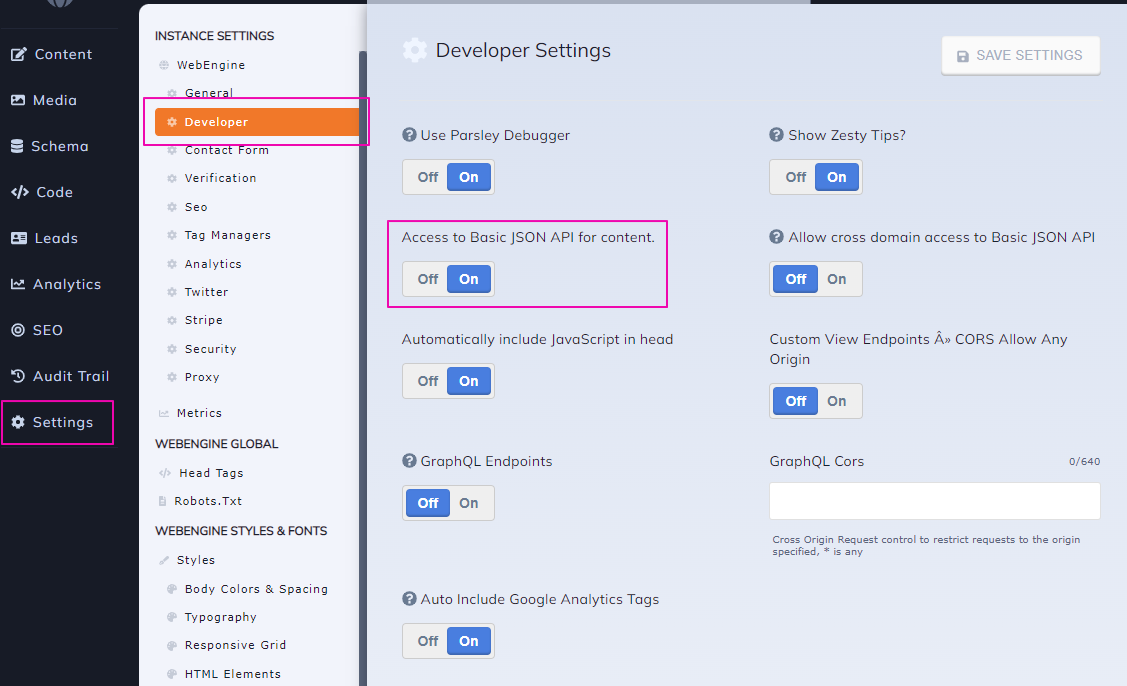 Content
Media
Schema
Code
Leads
Analytics
SEO
Audit Trail
Settings
INSTANCE SETTINGS
WebEngine
General
Developer
Contact Form
Verification
Seo
Tag Managers
Analytics
Twitter
Stripe
Security
Proxy
Metrics
WEBENGINE GLOBAL
Head Tags
Robots.Txt
WEBENGINE STYLES & FONTS
Styles
Body Colors & Spacing
Typography
Responsive Grid
HTML Elements
Developer Settings
SAVE SETTINGS
Use Parsley Debugger
Off On
Show Zesty Tips?
Off On
Access to Basic JSON API for content.
Off On
Allow cross domain access to Basic JSON API
Off On
Automatically include JavaScript in head
Off On
Custom View Endpoints Â» CORS Allow Any
Origin
Off On
GraphQL Endpoints
Off On
GraphQL Cors 0/640
Cross Origin Request control to restrict requests to the origin
specified, * is any
Auto Include Google Analytics Tags
Off On